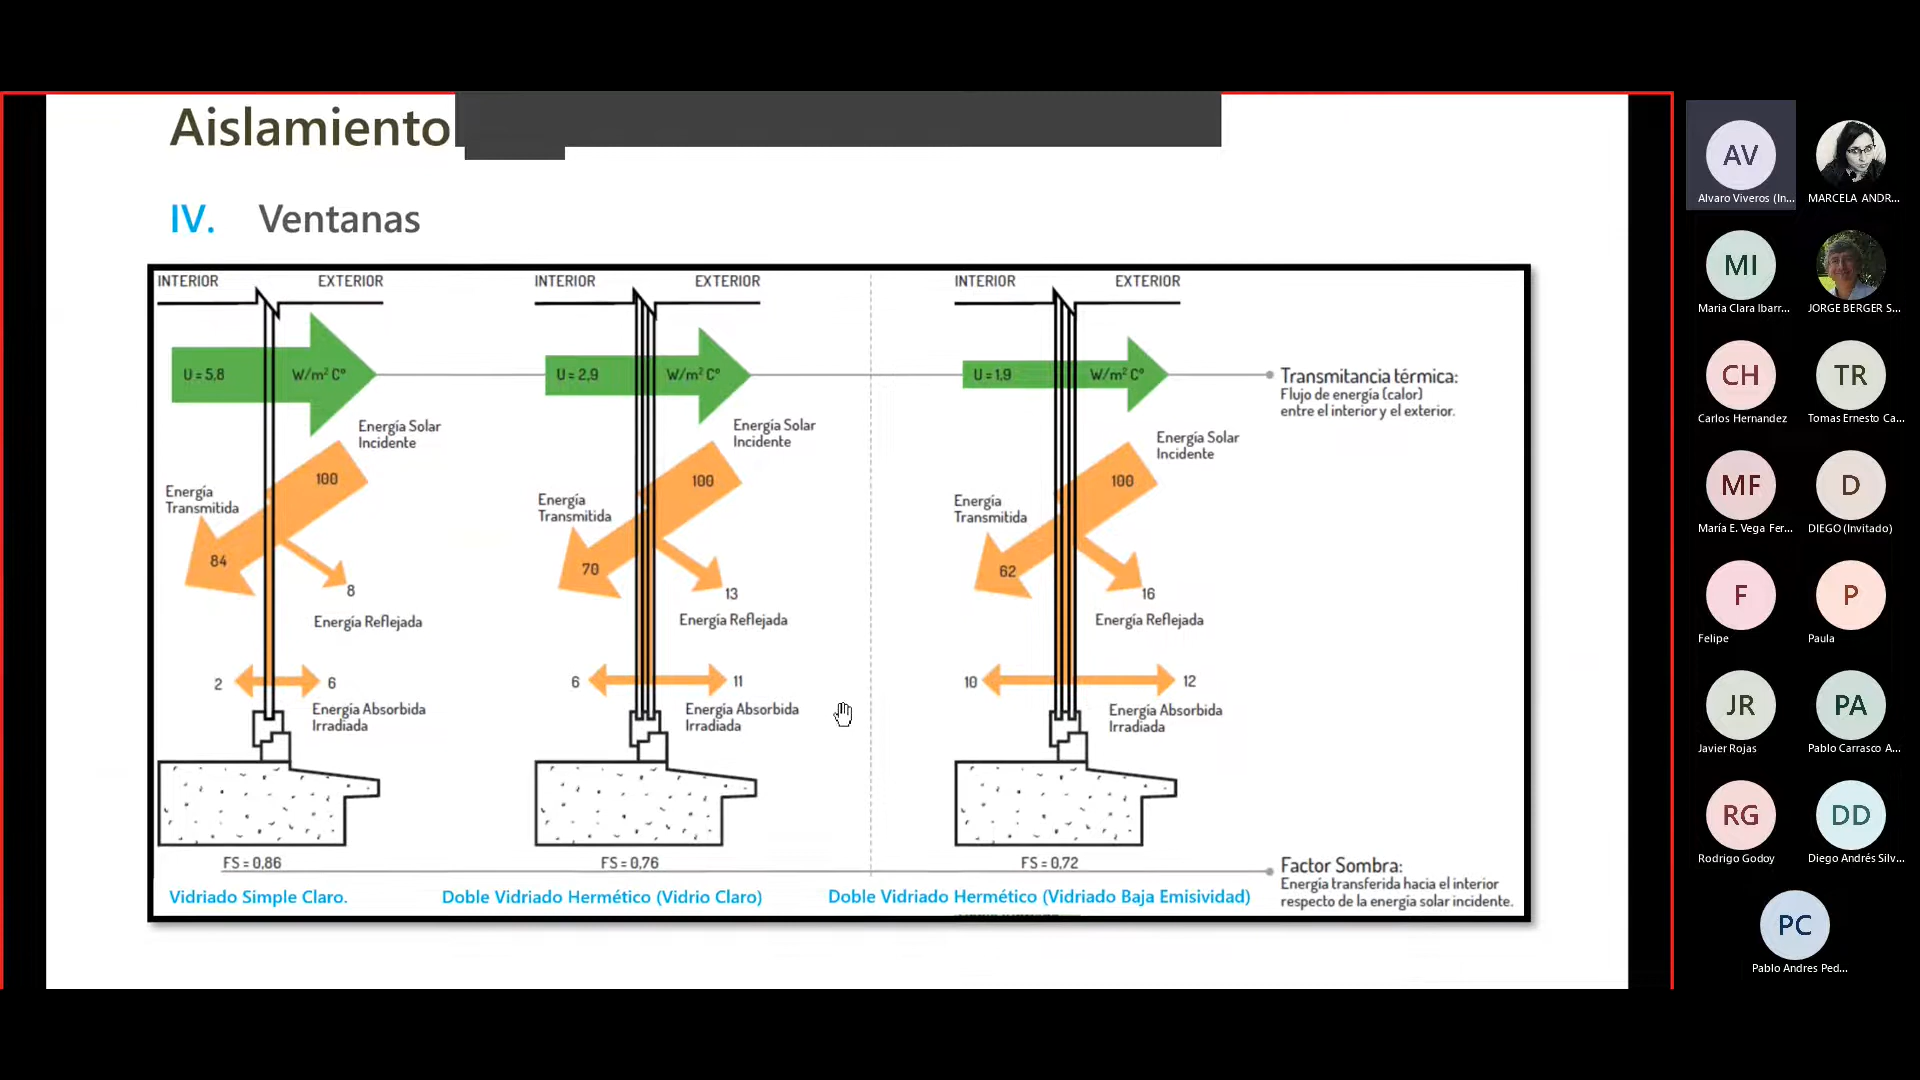 Aislamiento
IV. Ventanas
INTERIOR EXTERIOR
U = 5,8 W/m² C°
Energía Solar
Incidente
100
Energía
Transmitida
84
8
Energía Reflejada
2 6
Energía Absorbida
Irradiada
FS = 0,86
Vidriado Simple Claro.
INTERIOR EXTERIOR
U = 2,9 W/m² C°
Energía Solar
Incidente
100
Energía
Transmitida
70
13
Energía Reflejada
6 11
Energía Absorbida
Irradiada
FS = 0,76
Doble Vidriado Hermético (Vidrio Claro)
INTERIOR EXTERIOR
U = 1,9 W/m² C°
Energía Solar
Incidente
100
Energía
Transmitida
62
16
Energía Reflejada
10 12
Energía Absorbida
Irradiada
FS = 0,72
Doble Vidriado Hermético (Vidriado Baja Emisividad)
Transmitancia térmica:
Flujo de energía (calor)
entre el interior y el exterior.
Factor Sombra:
Energía transferida hacia el interior
respecto de la energía solar incidente.
AV
Alvaro Viveros (In...
MARCELA ANDR...
MI
Maria Clara Ibarr...
JORGE BERGER S...
CH
Carlos Hernandez
TR
Tomas Ernesto Ca...
MF
María E. Vega Fer...
D
DIEGO (Invitado)
F
Felipe
P
Paula
JR
Javier Rojas
PA
Pablo Carrasco A...
RG
Rodrigo Godoy
DD
Diego Andrés Silv...
PC
Pablo Andres Ped...